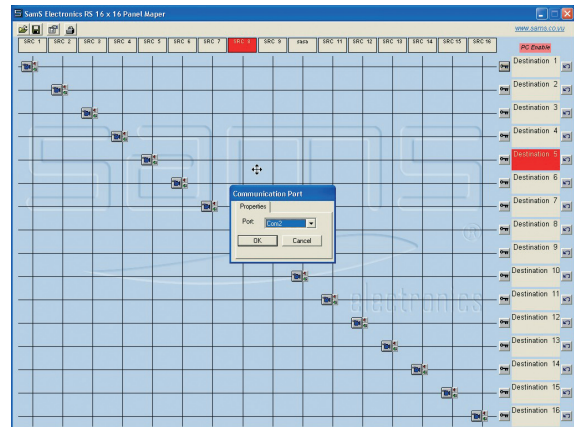 SamS Electronics RS 16 x 16 Panel Maper
www.sams.co.yu
SRC 1 SRC 2 SRC 3 SRC 4 SRC 5 SRC 6 SRC 7 SRC 8 SRC 9 SRC 11 SRC 12 SRC 13 SRC 14 SRC 15 SRC 16
PC Enable
Destination 1
Destination 2
Destination 3
Destination 4
Destination 5
Destination 6
Destination 7
Destination 8
Destination 9
Destination 10
Destination 11
Destination 12
Destination 13
Destination 14
Destination 15
Destination 16
sams
electronics
Communication Port
Properties
Port: Com2
OK Cancel